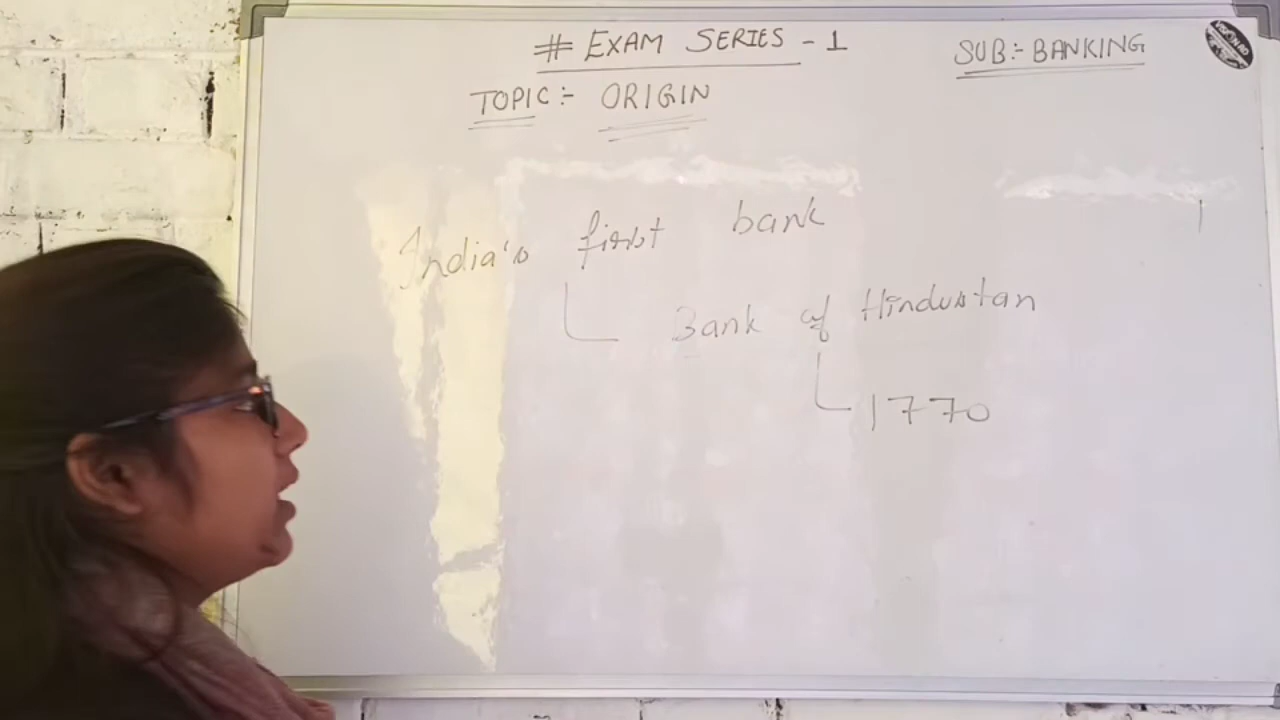 # EXAM SERIES - 1
SUB:- BANKING
TOPIC:- ORIGIN
India's first bank
Bank of Hindustan
1770